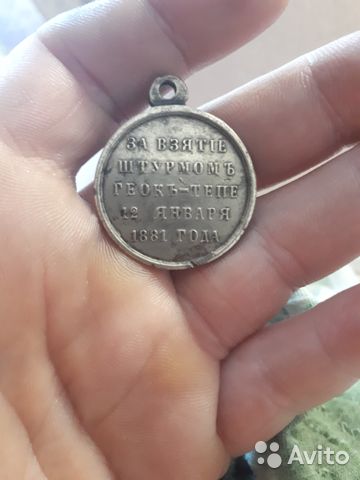 ЗА ВЗЯТІЕ
ШТУРМОМЪ
ГЕОКЪ-ТЕПЕ
12 ЯНВАРЯ
1881 ГОДА
Avito